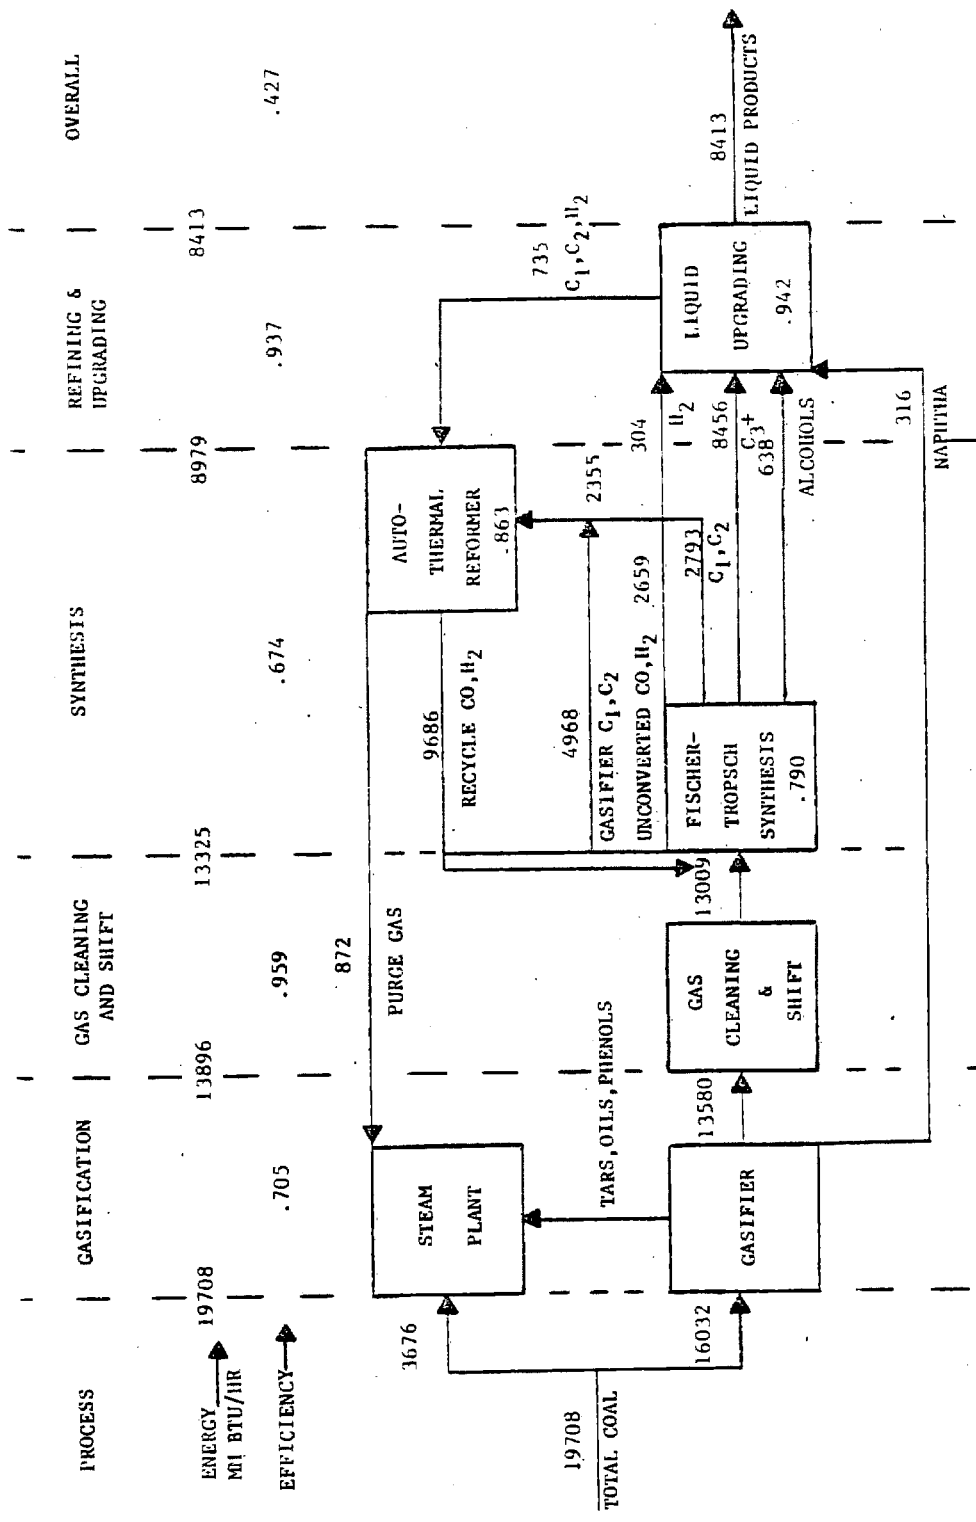 PROCESS
GASIFICATION
GAS CLEANING
AND SHIFT
SYNTHESIS
REFINING &
UPGRADING
OVERALL
ENERGY
MM BTU/HR
19708
13896
13325
8979
8413
EFFICIENCY
.705
.959
.674
.937
.427
872
PURGE GAS
735
C1,C2,H2
3676
STEAM
PLANT
9686
RECYCLE CO,H2
AUTO-
THERMAL
REFORMER
.863
19708
TOTAL COAL
TARS,OILS,PHENOLS
4968
GASIFIER C1,C2
2355
UNCONVERTED CO,H2
2659
304
H2
2793
C1,C2
8456
C3+
638
ALCOHOLS
16032
GASIFIER
13580
GAS
CLEANING
&
SHIFT
13009
FISCHER-
TROPSCH
SYNTHESIS
.790
LIQUID
UPGRADING
.942
8413
LIQUID PRODUCTS
316
NAPHTHA